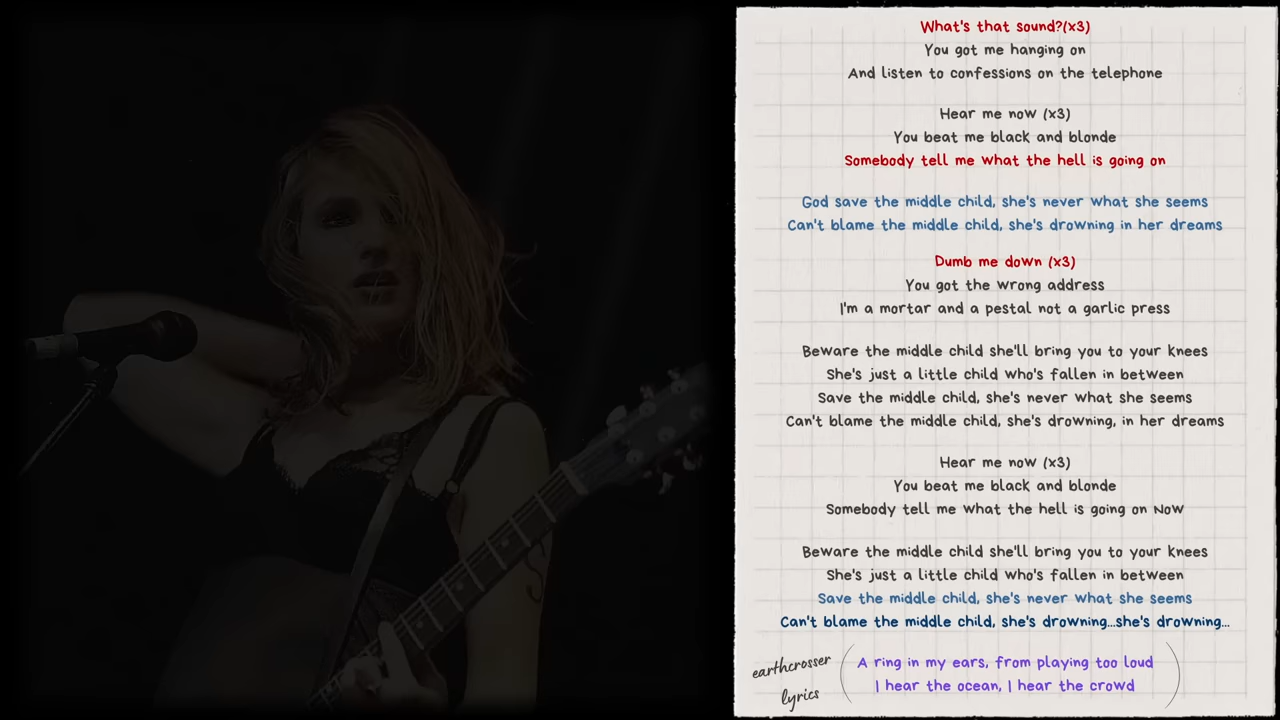 What's that sound?(x3)
You got me hanging on
And listen to confessions on the telephone
Hear me now (x3)
You beat me black and blonde
Somebody tell me what the hell is going on
God save the middle child, she's never what she seems
Can't blame the middle child, she's drowning in her dreams
Dumb me down (x3)
You got the wrong address
I'm a mortar and a pestal not a garlic press
Beware the middle child she'll bring you to your knees
She's just a little child who's fallen in between
Save the middle child, she's never what she seems
Can't blame the middle child, she's drowning, in her dreams
Hear me now (x3)
You beat me black and blonde
Somebody tell me what the hell is going on NOW
Beware the middle child she'll bring you to your knees
She's just a little child who's fallen in between
Save the middle child, she's never what she seems
Can't blame the middle child, she's drowning...she's drowning...
earthcrosser
lyrics
(A ring in my ears, from playing too loud
I hear the ocean, I hear the crowd)